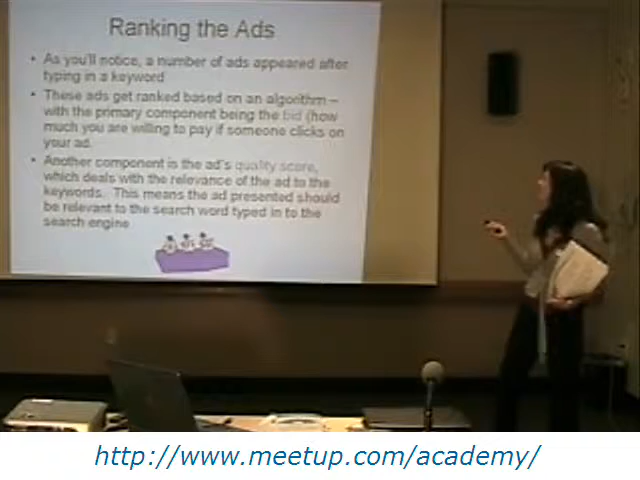 Ranking the Ads
• As you'll notice, a number of ads appeared after
typing in a keyword
• These ads get ranked based on an algorithm –
with the primary component being the bid (how
much you are willing to pay if someone clicks on
your ad.
• Another component is the ad's quality score,
which deals with the relevance of the ad to the
keywords. This means the ad presented should
be relevant to the search word typed in to the
search engine
http://www.meetup.com/academy/